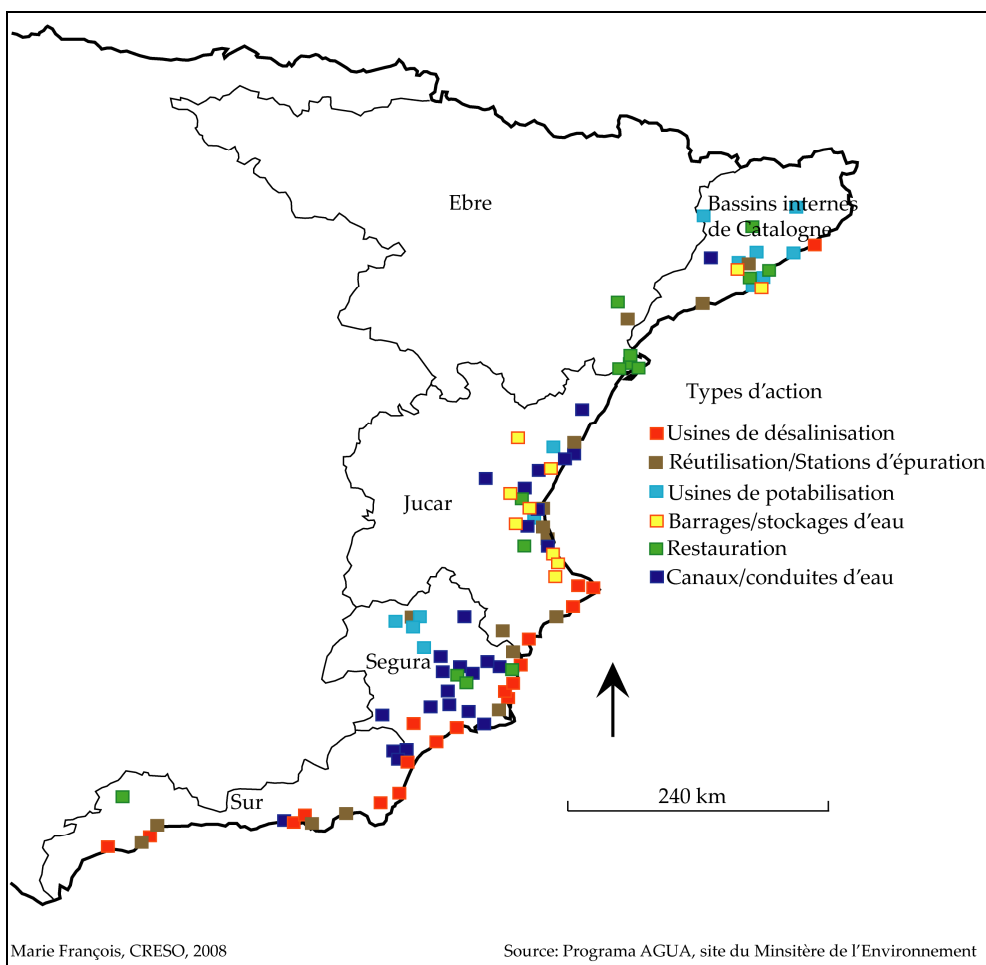 Ebre
Bassins internes
de Catalogne
Types d'action
Usines de désalinisation
Réutilisation/Stations d'épuration
Usines de potabilisation
Jucar
Barrages/stockages d'eau
Restauration
Canaux/conduites d'eau
Segura
240 km
Sur
Marie François, CRESO, 2008
Source: Programa AGUA, site du Minsitère de l'Environnement